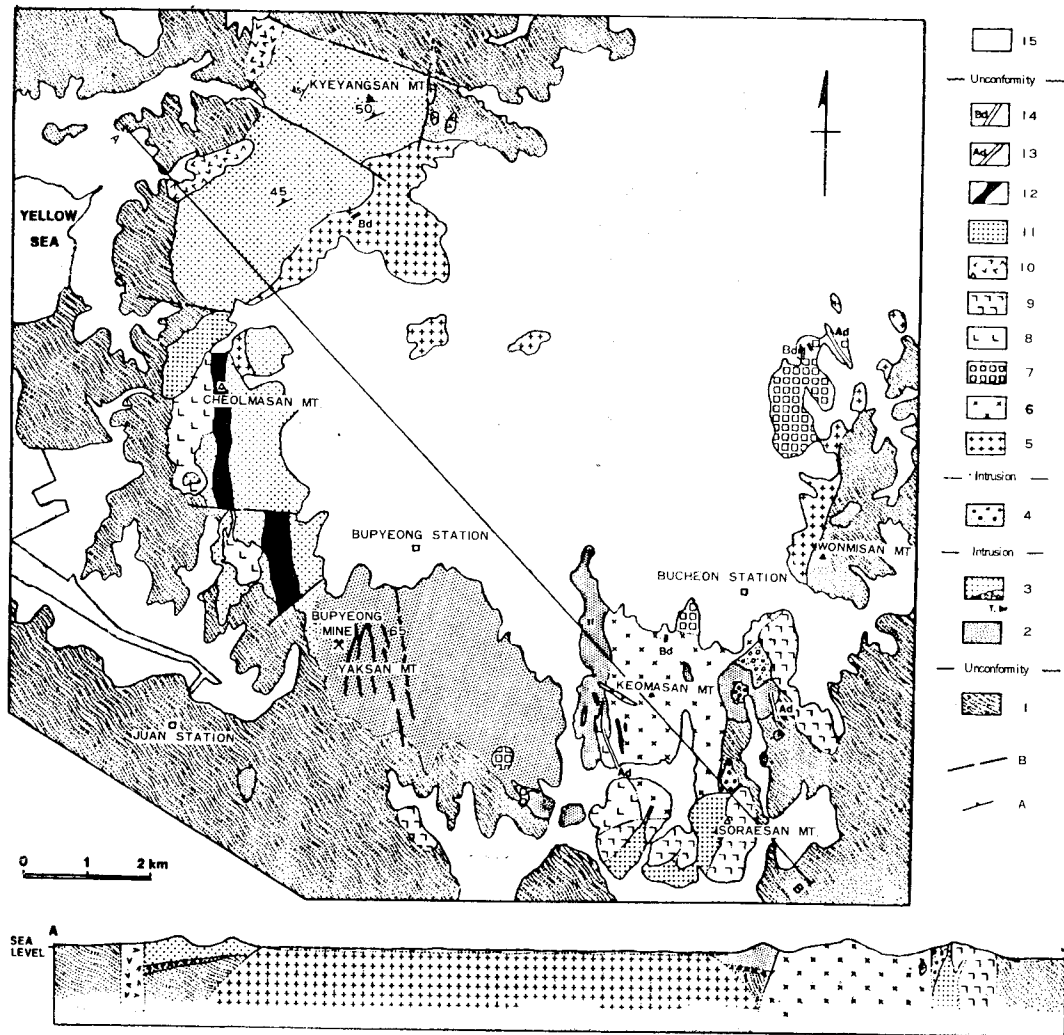 KYEYANGSAN MT.
45
50
A
45
YELLOW
SEA
Bd
Bd
Ad
CHEOLMASAN MT.
BUPYEONG STATION
WONMISAN MT.
BUCHEON STATION
BUPYEONG
MINE
65
YAKSAN MT.
Bd
KEOMASAN MT.
JUAN STATION
Ad
Ad
SORAESAN MT.
B
0 1 2 km
15
Unconformity
Bd 14
Ad 13
12
11
10
9
8
7
6
5
Intrusion
4
Intrusion
3
2
Unconformity
1
B
A
A
SEA
LEVEL